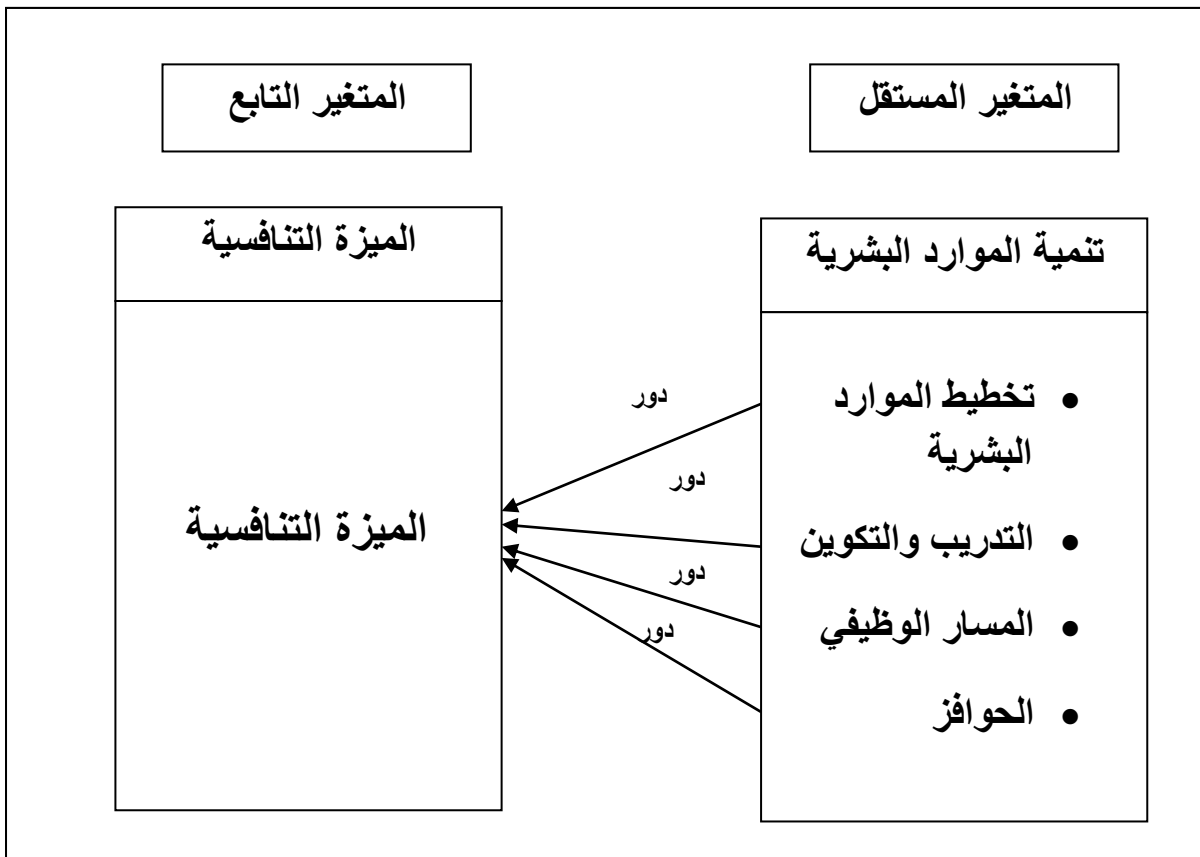 المتغير المستقل
المتغير التابع
تنمية الموارد البشرية
• تخطيط الموارد
البشرية
• التدريب والتكوين
• المسار الوظيفي
• الحوافز
دور
دور
دور
دور
الميزة التنافسية
الميزة التنافسية